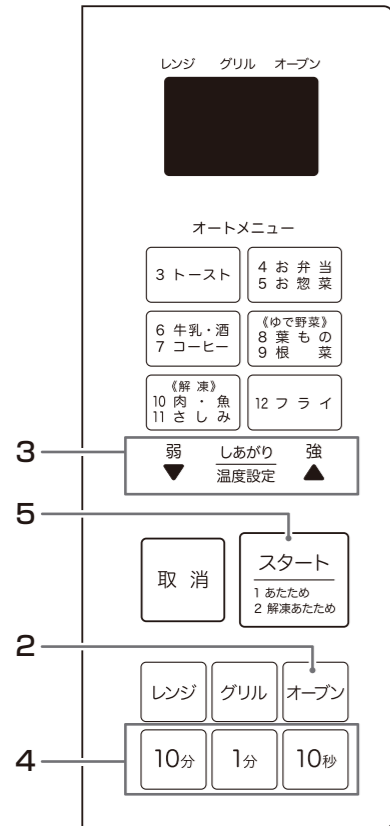 レンジ グリル オーブン
オートメニュー
3 トースト
4 お弁当
5 お惣菜
6 牛乳・酒
7 コーヒー
《ゆで野菜》
8 葉もの
9 根菜
《解凍》
10 肉・魚
11 さしみ
12 フライ
3
弱 しあがり 強
▼ 温度設定 ▲
5
取消
スタート
1 あたため
2 解凍あたため
2
レンジ グリル オーブン
4
10分 1分 10秒